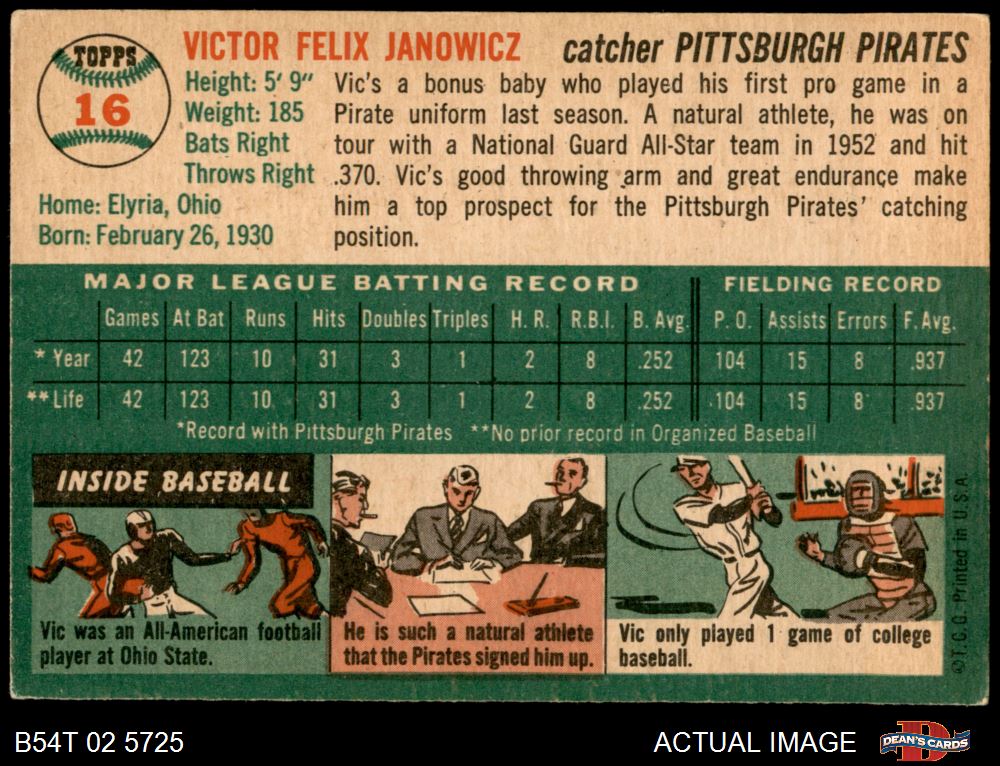 TOPPS
16
VICTOR FELIX JANOWICZ catcher PITTSBURGH PIRATES
Height: 5' 9"
Weight: 185
Bats Right
Throws Right
Home: Elyria, Ohio
Born: February 26, 1930
Vic's a bonus baby who played his first pro game in a
Pirate uniform last season. A natural athlete, he was on
tour with a National Guard All-Star team in 1952 and hit
.370. Vic's good throwing arm and great endurance make
him a top prospect for the Pittsburgh Pirates' catching
position.
MAJOR LEAGUE BATTING RECORD FIELDING RECORD
Games At Bat Runs Hits Doubles Triples H. R. R.B.I. B. Avg. P. O. Assists Errors F. Avg.
* Year 42 123 10 31 3 1 2 8 .252 104 15 8 .937
** Life 42 123 10 31 3 1 2 8 .252 104 15 8 .937
*Record with Pittsburgh Pirates **No prior record in Organized Baseball
INSIDE BASEBALL
Vic was an All-American football
player at Ohio State.
He is such a natural athlete
that the Pirates signed him up.
Vic only played 1 game of college
baseball.
©T.C.G. Printed in U.S.A.
B54T 02 5725
ACTUAL IMAGE
D
DEAN'S CARDS